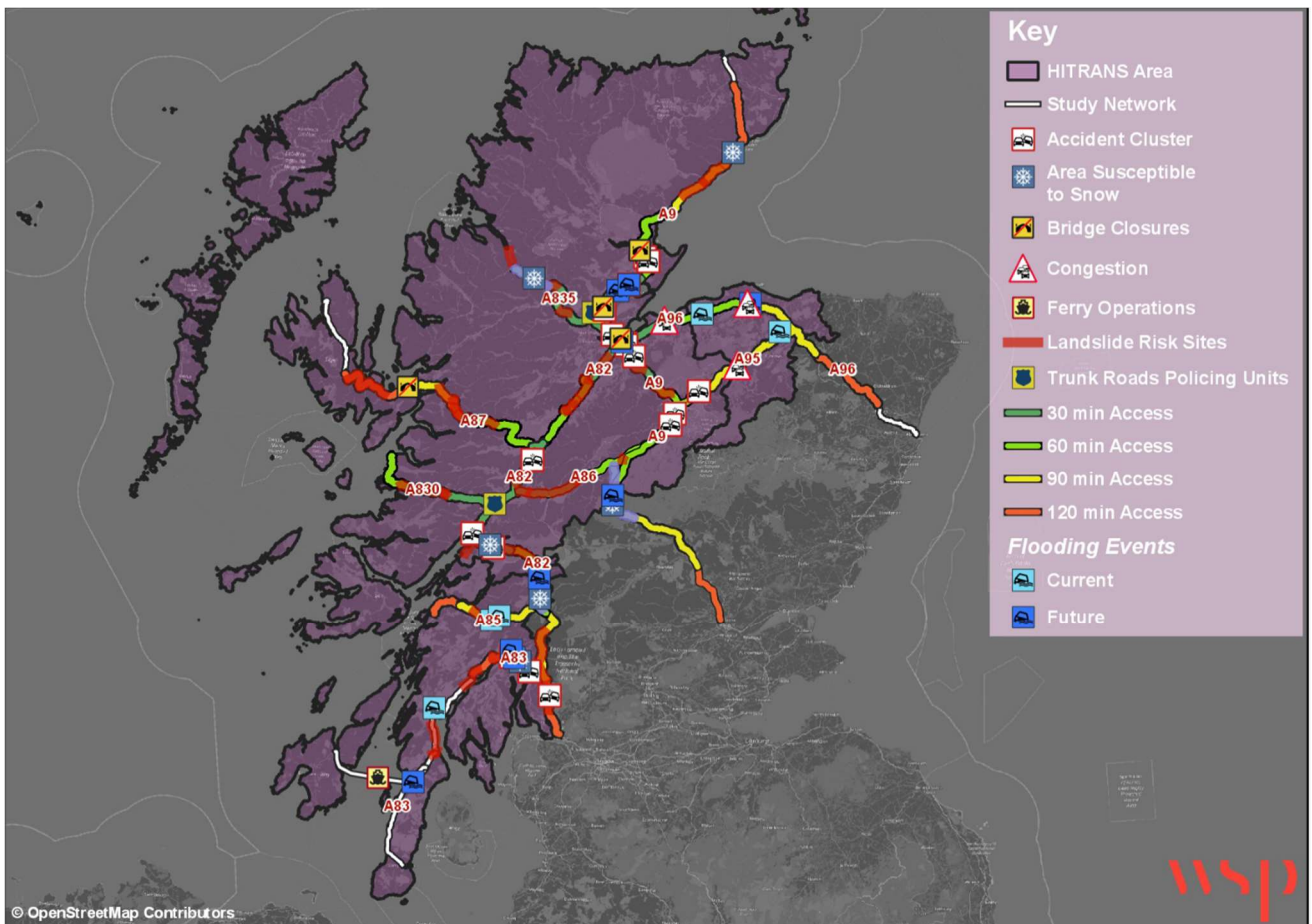 Key
HITRANS Area
Study Network
Accident Cluster
Area Susceptible
to Snow
Bridge Closures
Congestion
Ferry Operations
Landslide Risk Sites
Trunk Roads Policing Units
30 min Access
60 min Access
90 min Access
120 min Access
Flooding Events
Current
Future
A9
A835
A96
A82
A9
A95
A96
A87
A9
A82
A86
A830
A82
A85
A83
A83
wsp
© OpenStreetMap Contributors